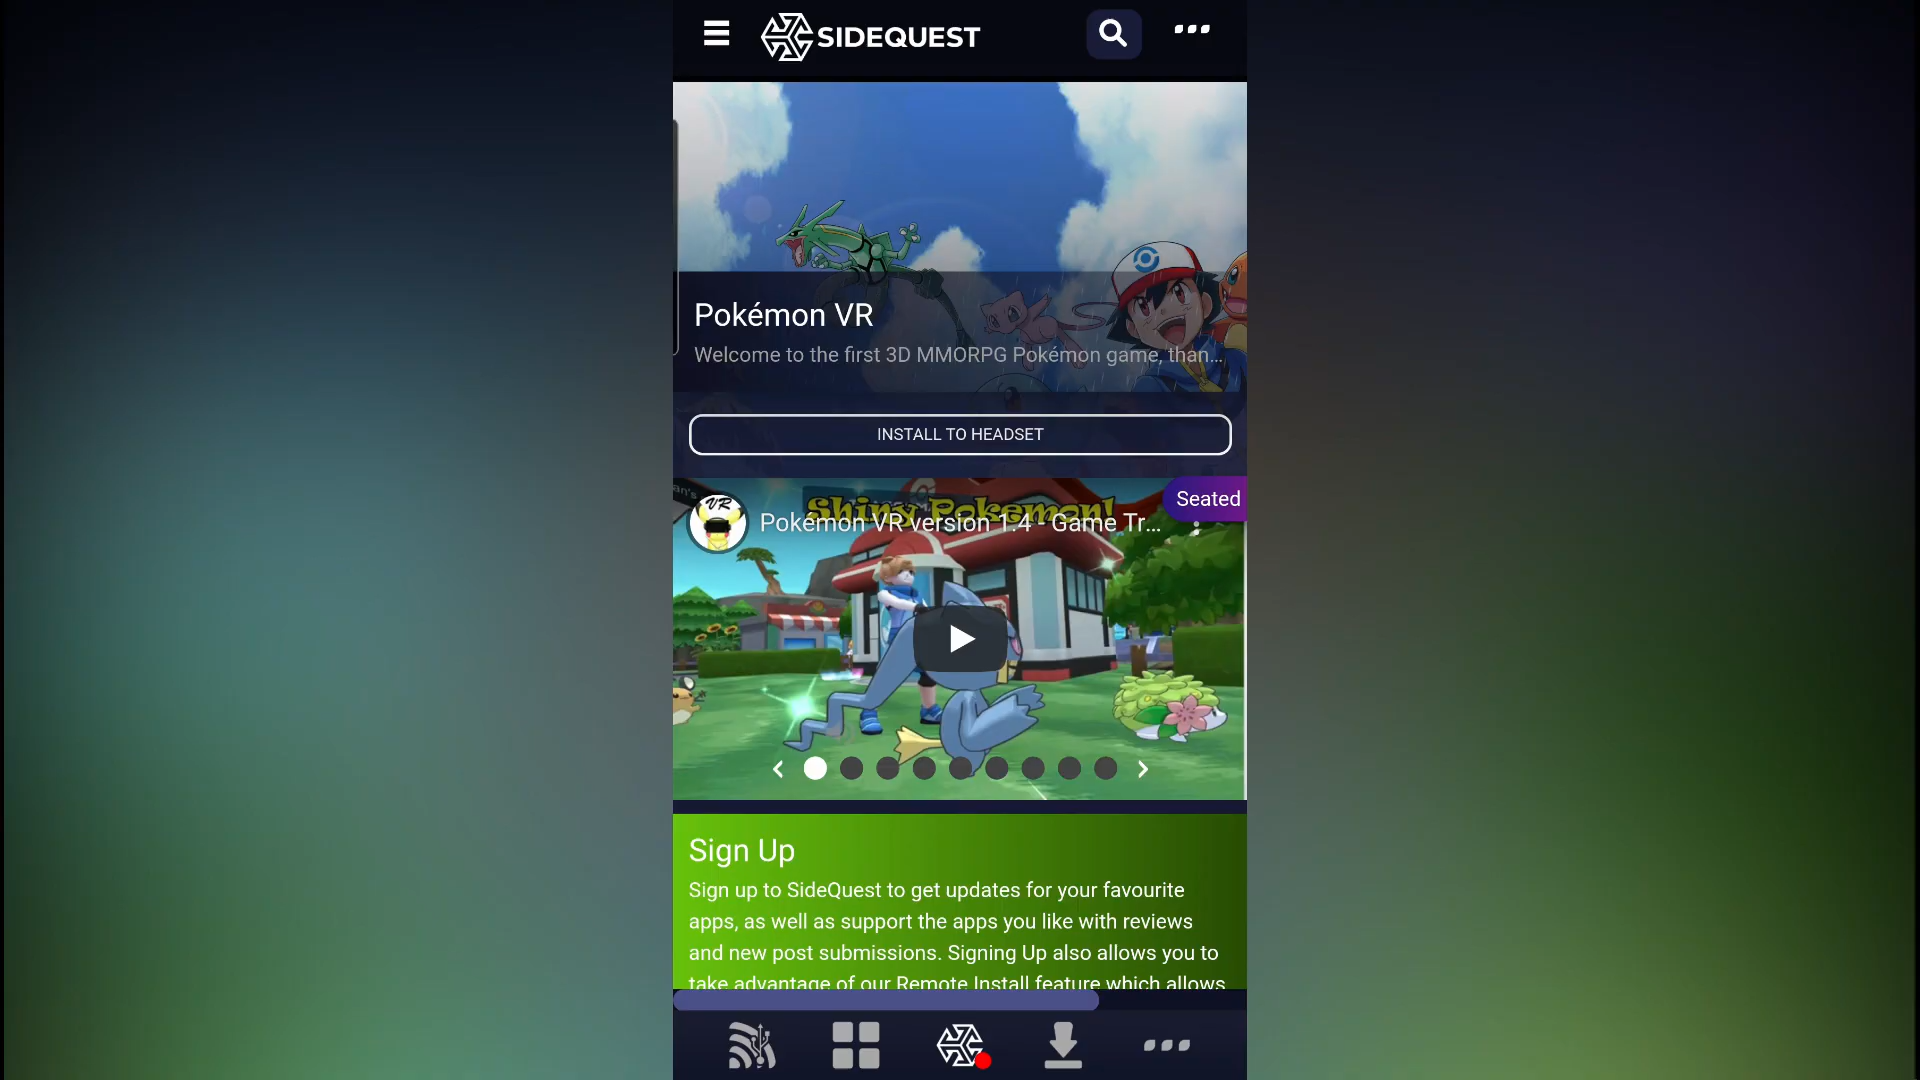 SIDEQUEST
Pokémon VR
Welcome to the first 3D MMORPG Pokémon game, than...
INSTALL TO HEADSET
an's
Shiny Pokemon!
Seated
VR
Pokémon VR version 1.4 - Game Tr...
Sign Up
Sign up to SideQuest to get updates for your favourite
apps, as well as support the apps you like with reviews
and new post submissions. Signing Up also allows you to
take advantage of our Remote Install feature which allows